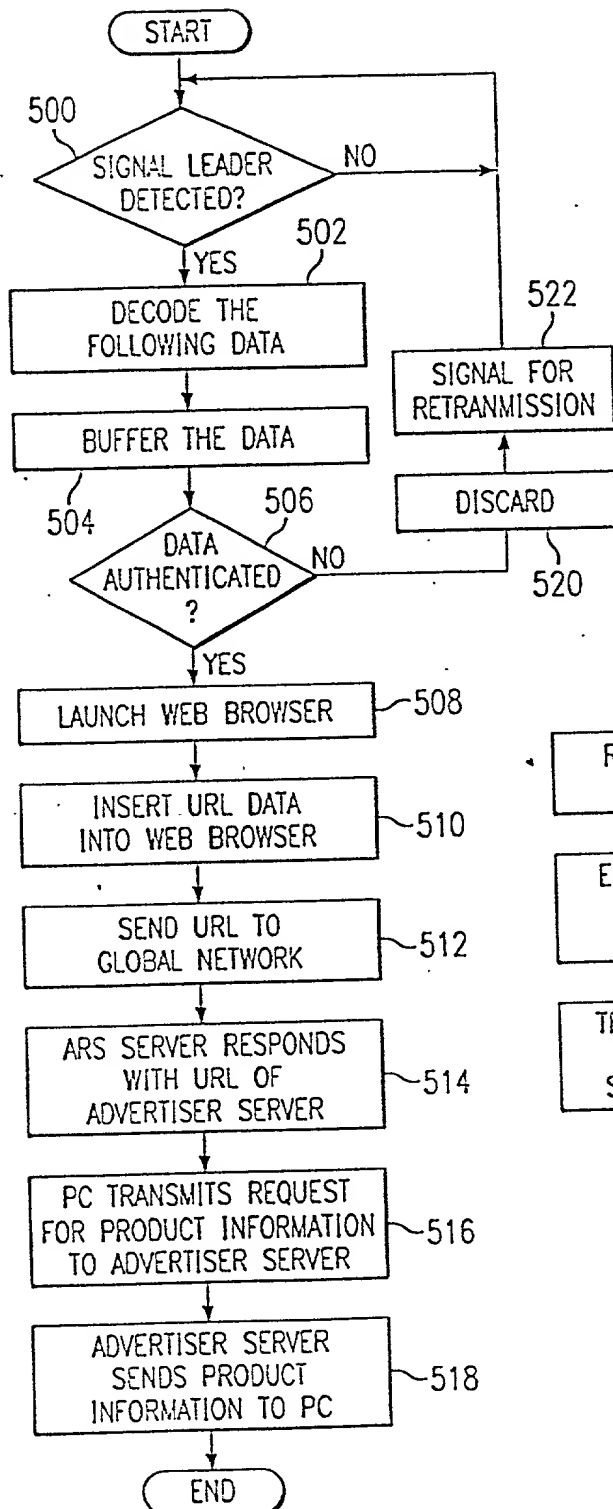 START
500
SIGNAL LEADER
DETECTED?
NO
YES
502
DECODE THE
FOLLOWING DATA
522
SIGNAL FOR
RETRANMISSION
BUFFER THE DATA
504
506
DISCARD
520
DATA
AUTHENTICATED
?
NO
YES
LAUNCH WEB BROWSER
508
INSERT URL DATA
INTO WEB BROWSER
510
SEND URL TO
GLOBAL NETWORK
512
ARS SERVER RESPONDS
WITH URL OF
ADVERTISER SERVER
514
PC TRANSMITS REQUEST
FOR PRODUCT INFORMATION
TO ADVERTISER SERVER
516
ADVERTISER SERVER
SENDS PRODUCT
INFORMATION TO PC
518
END